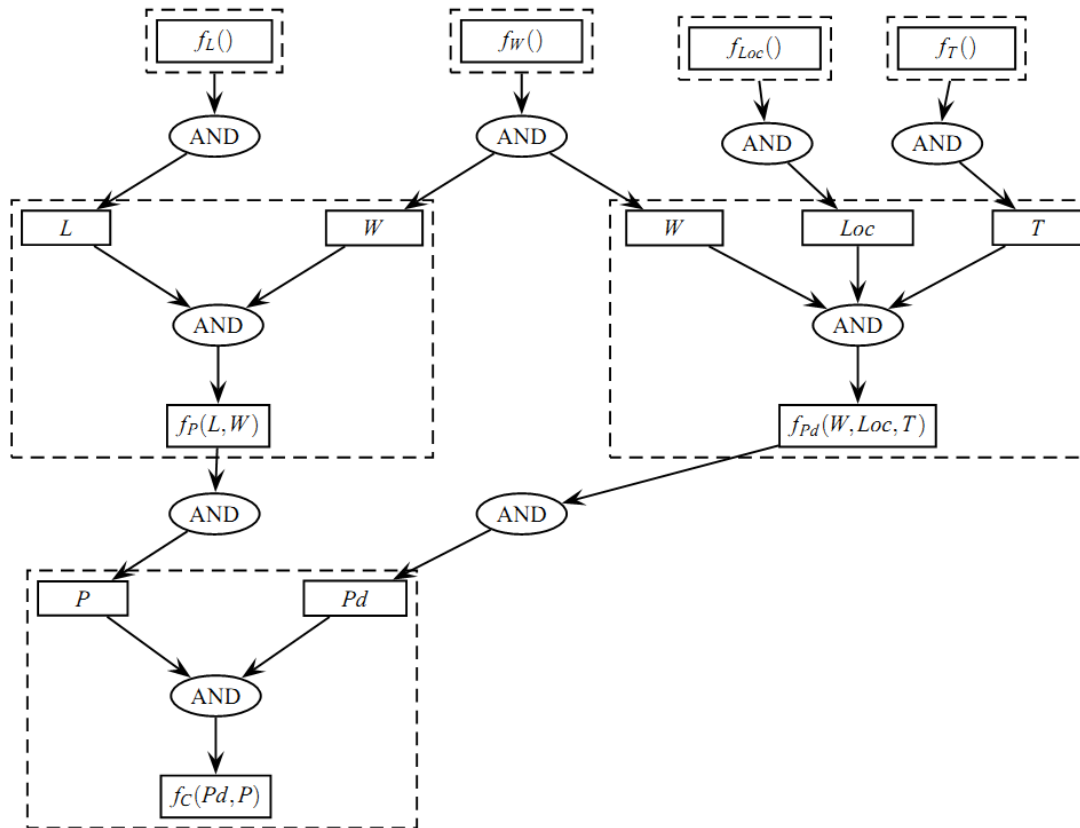 f_L()
f_W()
f_Loc()
f_T()
AND
AND
AND
AND
L
W
W
Loc
T
AND
AND
f_P(L,W)
f_Pd(W,Loc,T)
AND
AND
P
Pd
AND
f_C(Pd,P)